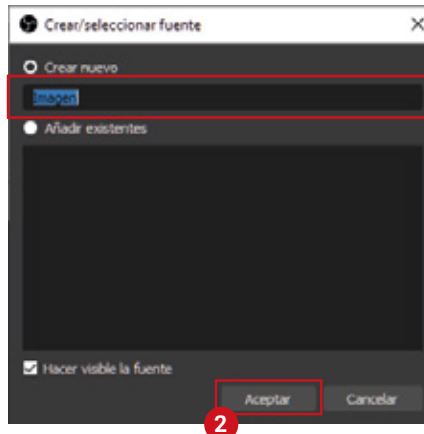 Crear/seleccionar fuente
Crear nuevo
Imagen
Añadir existentes
Hacer visible la fuente
Aceptar
Cancelar
2